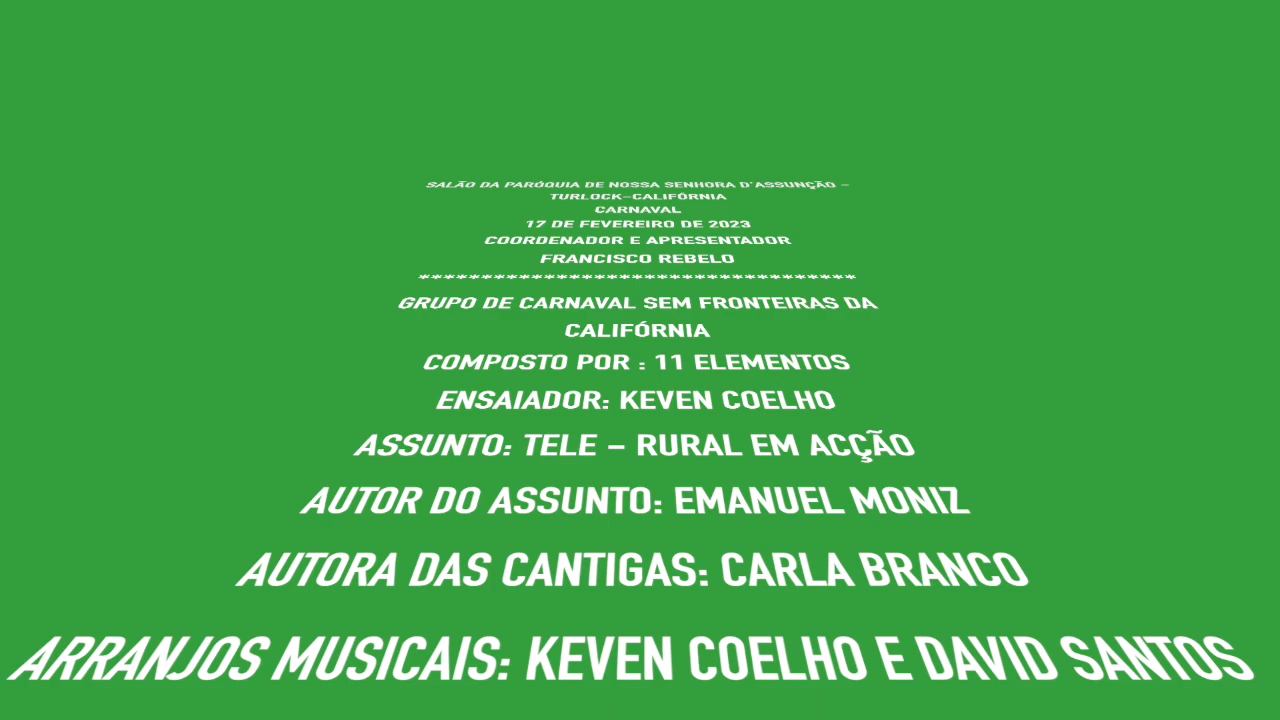 SALÃO DA PARÓQUIA DE NOSSA SENHORA D'ASSUNÇÃO –
TURLOCK–CALIFÓRNIA
CARNAVAL
17 DE FEVEREIRO DE 2023
COORDENADOR E APRESENTADOR
FRANCISCO REBELO
***********************************
GRUPO DE CARNAVAL SEM FRONTEIRAS DA
CALIFÓRNIA
COMPOSTO POR : 11 ELEMENTOS
ENSAIADOR: KEVEN COELHO
ASSUNTO: TELE – RURAL EM ACÇÃO
AUTOR DO ASSUNTO: EMANUEL MONIZ
AUTORA DAS CANTIGAS: CARLA BRANCO
ARRANJOS MUSICAIS: KEVEN COELHO E DAVID SANTOS